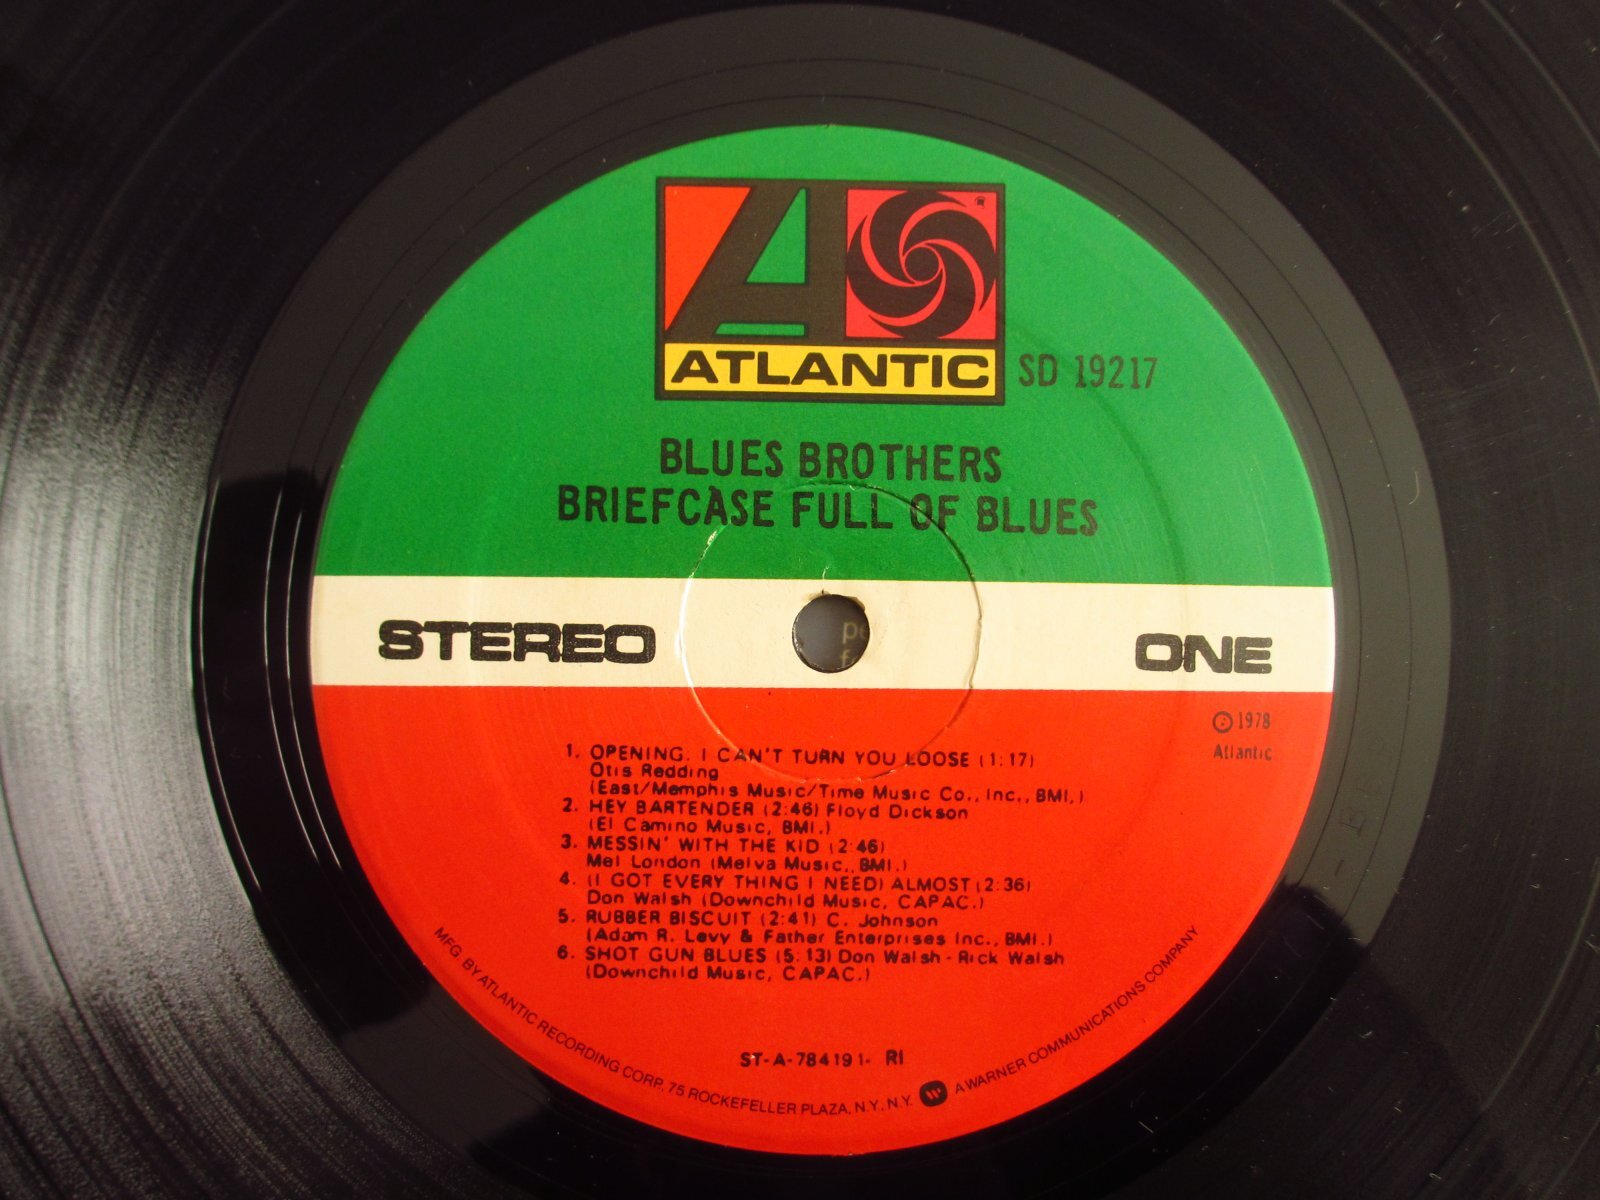 ATLANTIC
SD 19217
BLUES BROTHERS
BRIEFCASE FULL OF BLUES
STEREO
ONE
℗ 1978
Atlantic
1. OPENING. I CAN'T TURN YOU LOOSE (1:17)
Otis Redding
(East/Memphis Music/Time Music Co., Inc., BMI.)
2. HEY BARTENDER (2:46) Floyd Dickson
(El Camino Music, BMI.)
3. MESSIN' WITH THE KID (2:46)
Mel London (Melva Music, BMI.)
4. (I GOT EVERY THING I NEED) ALMOST (2:36)
Don Walsh (Downchild Music, CAPAC.)
5. RUBBER BISCUIT (2:41) C. Johnson
(Adam R. Levy & Father Enterprises Inc., BMI.)
6. SHOT GUN BLUES (5:13) Don Walsh - Rick Walsh
(Downchild Music, CAPAC.)
ST-A-784191- RI
MFG. BY ATLANTIC RECORDING CORP., 75 ROCKEFELLER PLAZA, N.Y., N.Y. A WARNER COMMUNICATIONS COMPANY